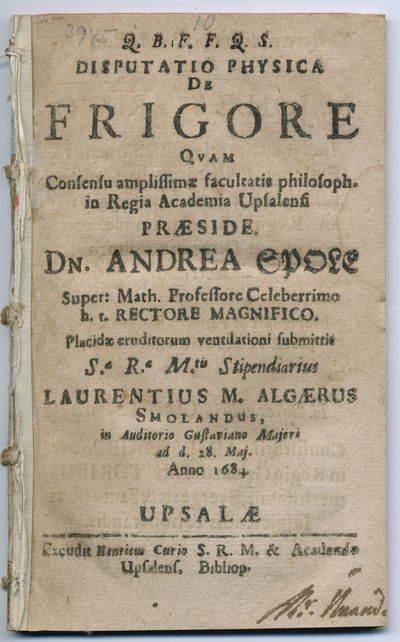 3945 10
Q. B. F. F. Q. S.
DISPUTATIO PHYSICA
DE
FRIGORE
QVAM
Consensu amplissimæ facultatis philosoph.
in Regia Academia Upsalensi
PRÆSIDE.
DN. ANDREA SPOLE
Super: Math. Professore Celeberrimo
h. t. RECTORE MAGNIFICO.
Placidæ eruditorum ventilationi submittit
S.æ R.æ M.tis Stipendiarius
LAURENTIUS M. ALGÆRUS
SMOLANDUS,
in Auditorio Gustaviano Majori
ad d. 28. Maj.
Anno 1684
UPSALÆ
Excudit Henricus Curio S. R. M. & Academiæ
Upsalens. Bibliop.